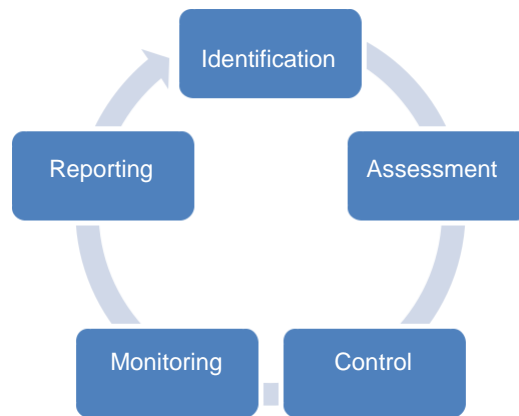 Identification
Assessment
Control
Monitoring
Reporting